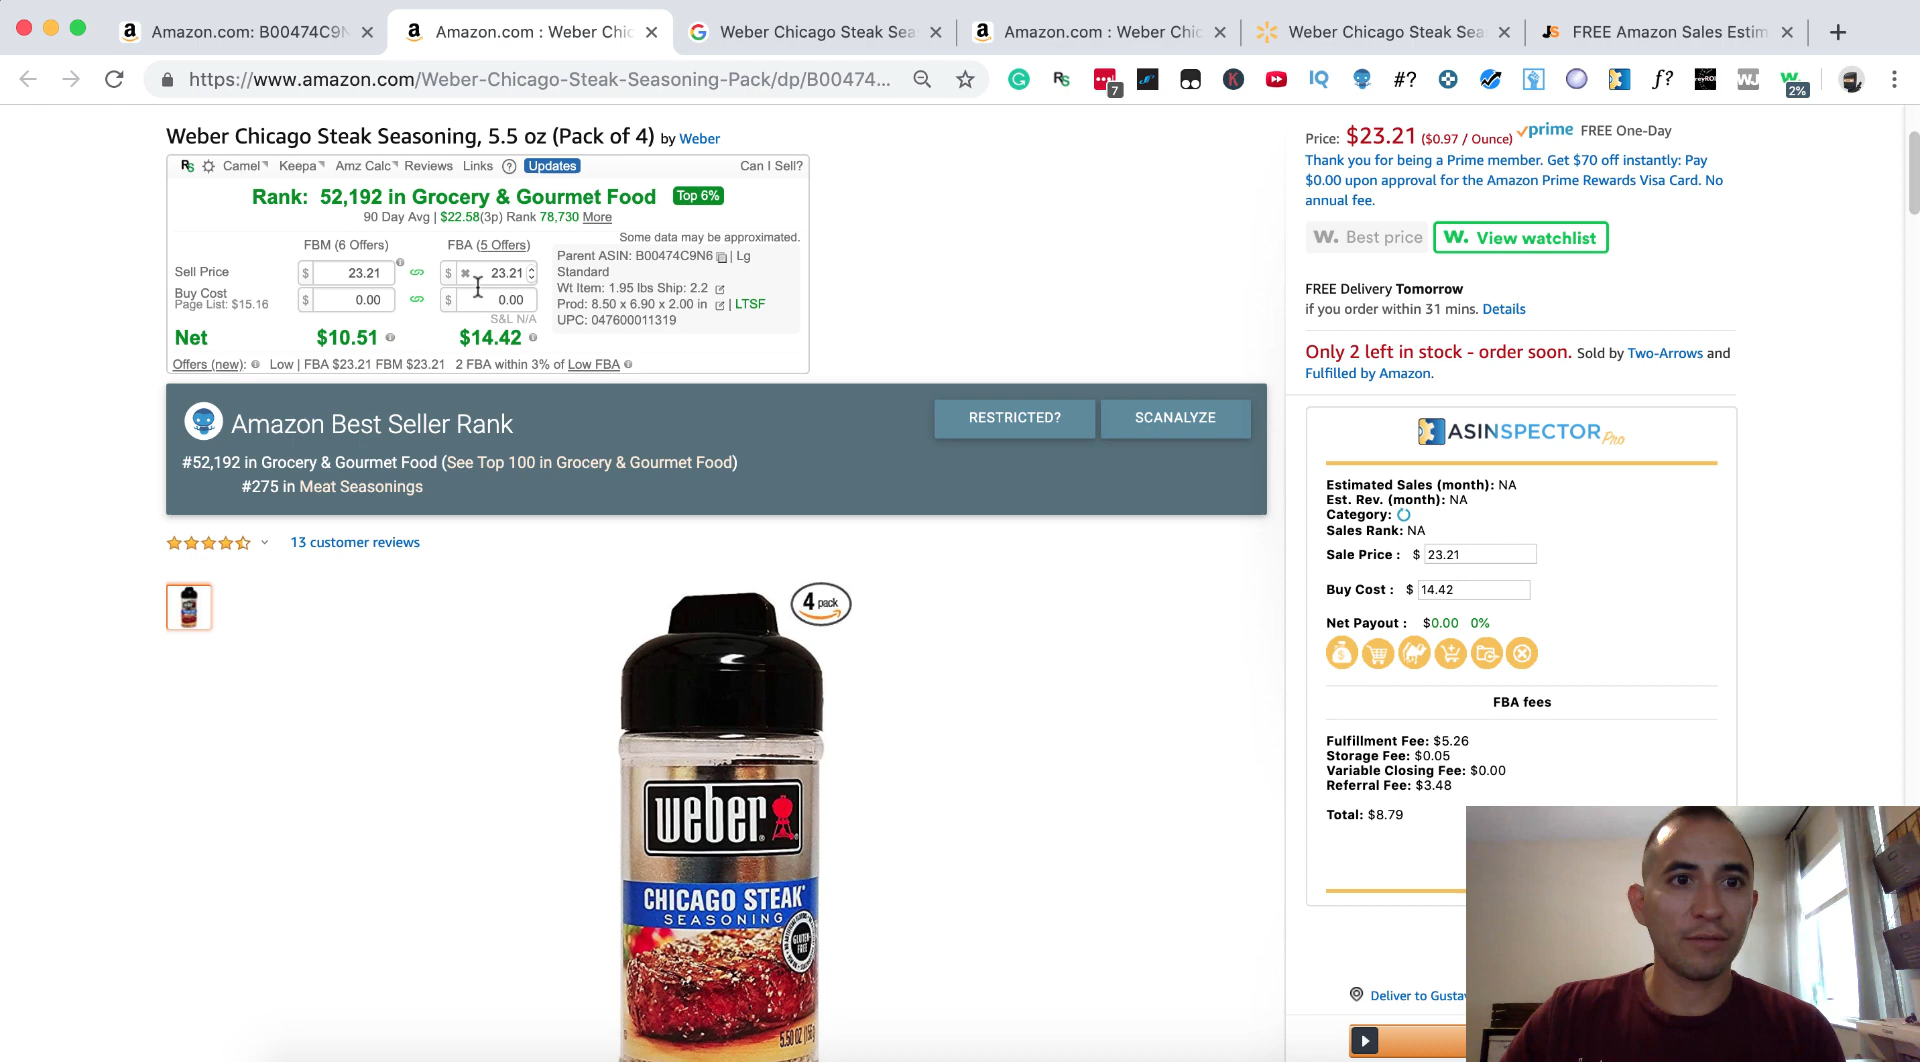 Amazon.com: B00474C9N
Amazon.com : Weber Chic
Weber Chicago Steak Sea
Amazon.com : Weber Chic
Weber Chicago Steak Sea
FREE Amazon Sales Estim
https://www.amazon.com/Weber-Chicago-Steak-Seasoning-Pack/dp/B00474...
7
IQ
#?
f?
2%
Weber Chicago Steak Seasoning, 5.5 oz (Pack of 4) by Weber
RS Camel Keepa Amz Calc Reviews Links ? Updates Can I Sell?
Rank: 52,192 in Grocery & Gourmet Food Top 6%
90 Day Avg | $22.58(3p) Rank 78,730 More
Some data may be approximated.
FBM (6 Offers) FBA (5 Offers)
Sell Price $ 23.21 $ 23.21
Buy Cost $ 0.00 $ 0.00
Page List: $15.16
S&L N/A
Net $10.51 $14.42
Parent ASIN: B00474C9N6 | Lg
Standard
Wt Item: 1.95 lbs Ship: 2.2
Prod: 8.50 x 6.90 x 2.00 in | LTSF
UPC: 047600011319
Offers (new): Low | FBA $23.21 FBM $23.21 2 FBA within 3% of Low FBA
Amazon Best Seller Rank
RESTRICTED?
SCANALYZE
#52,192 in Grocery & Gourmet Food (See Top 100 in Grocery & Gourmet Food)
#275 in Meat Seasonings
13 customer reviews
4 pack
weber
CHICAGO STEAK
SEASONING
GLUTEN-
FREE
Price: $23.21 ($0.97 / Ounce) prime FREE One-Day
Thank you for being a Prime member. Get $70 off instantly: Pay
$0.00 upon approval for the Amazon Prime Rewards Visa Card. No
annual fee.
W. Best price
W. View watchlist
FREE Delivery Tomorrow
if you order within 31 mins. Details
Only 2 left in stock - order soon. Sold by Two-Arrows and
Fulfilled by Amazon.
ASINSPECTOR Pro
Estimated Sales (month): NA
Est. Rev. (month): NA
Category:
Sales Rank: NA
Sale Price : $ 23.21
Buy Cost : $ 14.42
Net Payout : $0.00 0%
FBA fees
Fulfillment Fee: $5.26
Storage Fee: $0.05
Variable Closing Fee: $0.00
Referral Fee: $3.48
Total: $8.79
Deliver to Gusta